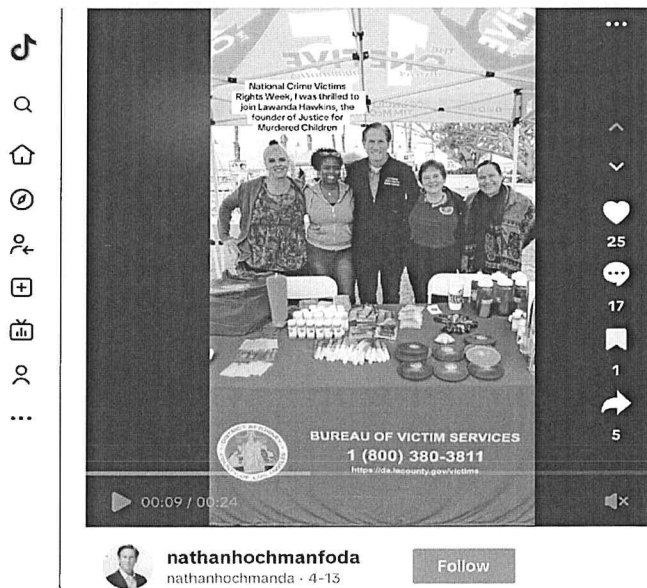 National Crime Victims
Rights Week, I was thrilled to
join Lawanda Hawkins, the
founder of Justice for
Murdered Children
25
17
1
5
BUREAU OF VICTIM SERVICES
1 (800) 380-3811
https://da.lacounty.gov/victims
00:09 / 00:24
nathanhochmanfoda
nathanhochmanda · 4-13
Follow